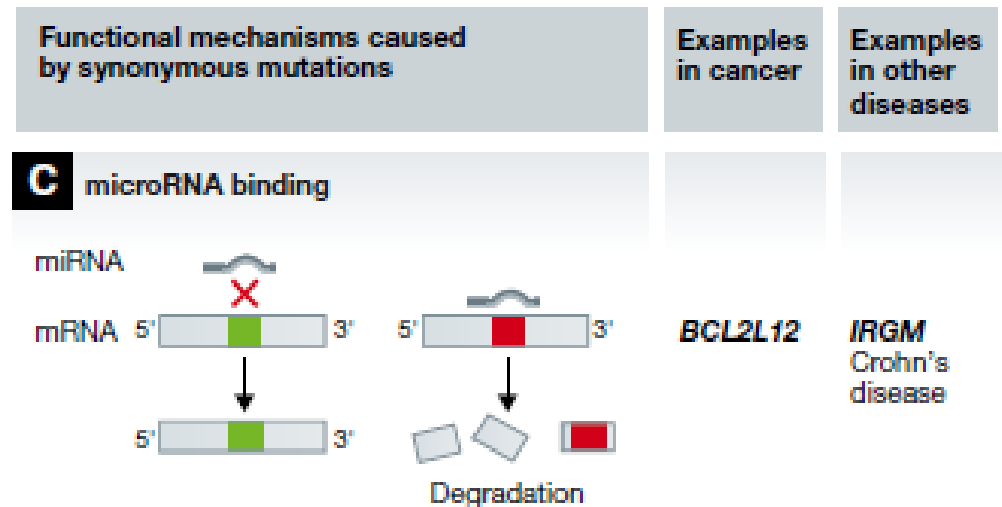 Functional mechanisms caused
by synonymous mutations
Examples
in cancer
Examples
in other
diseases
C microRNA binding
miRNA
mRNA 5' 3' 5' 3'
BCL2L12
IRGM
Crohn's
disease
5' 3'
Degradation